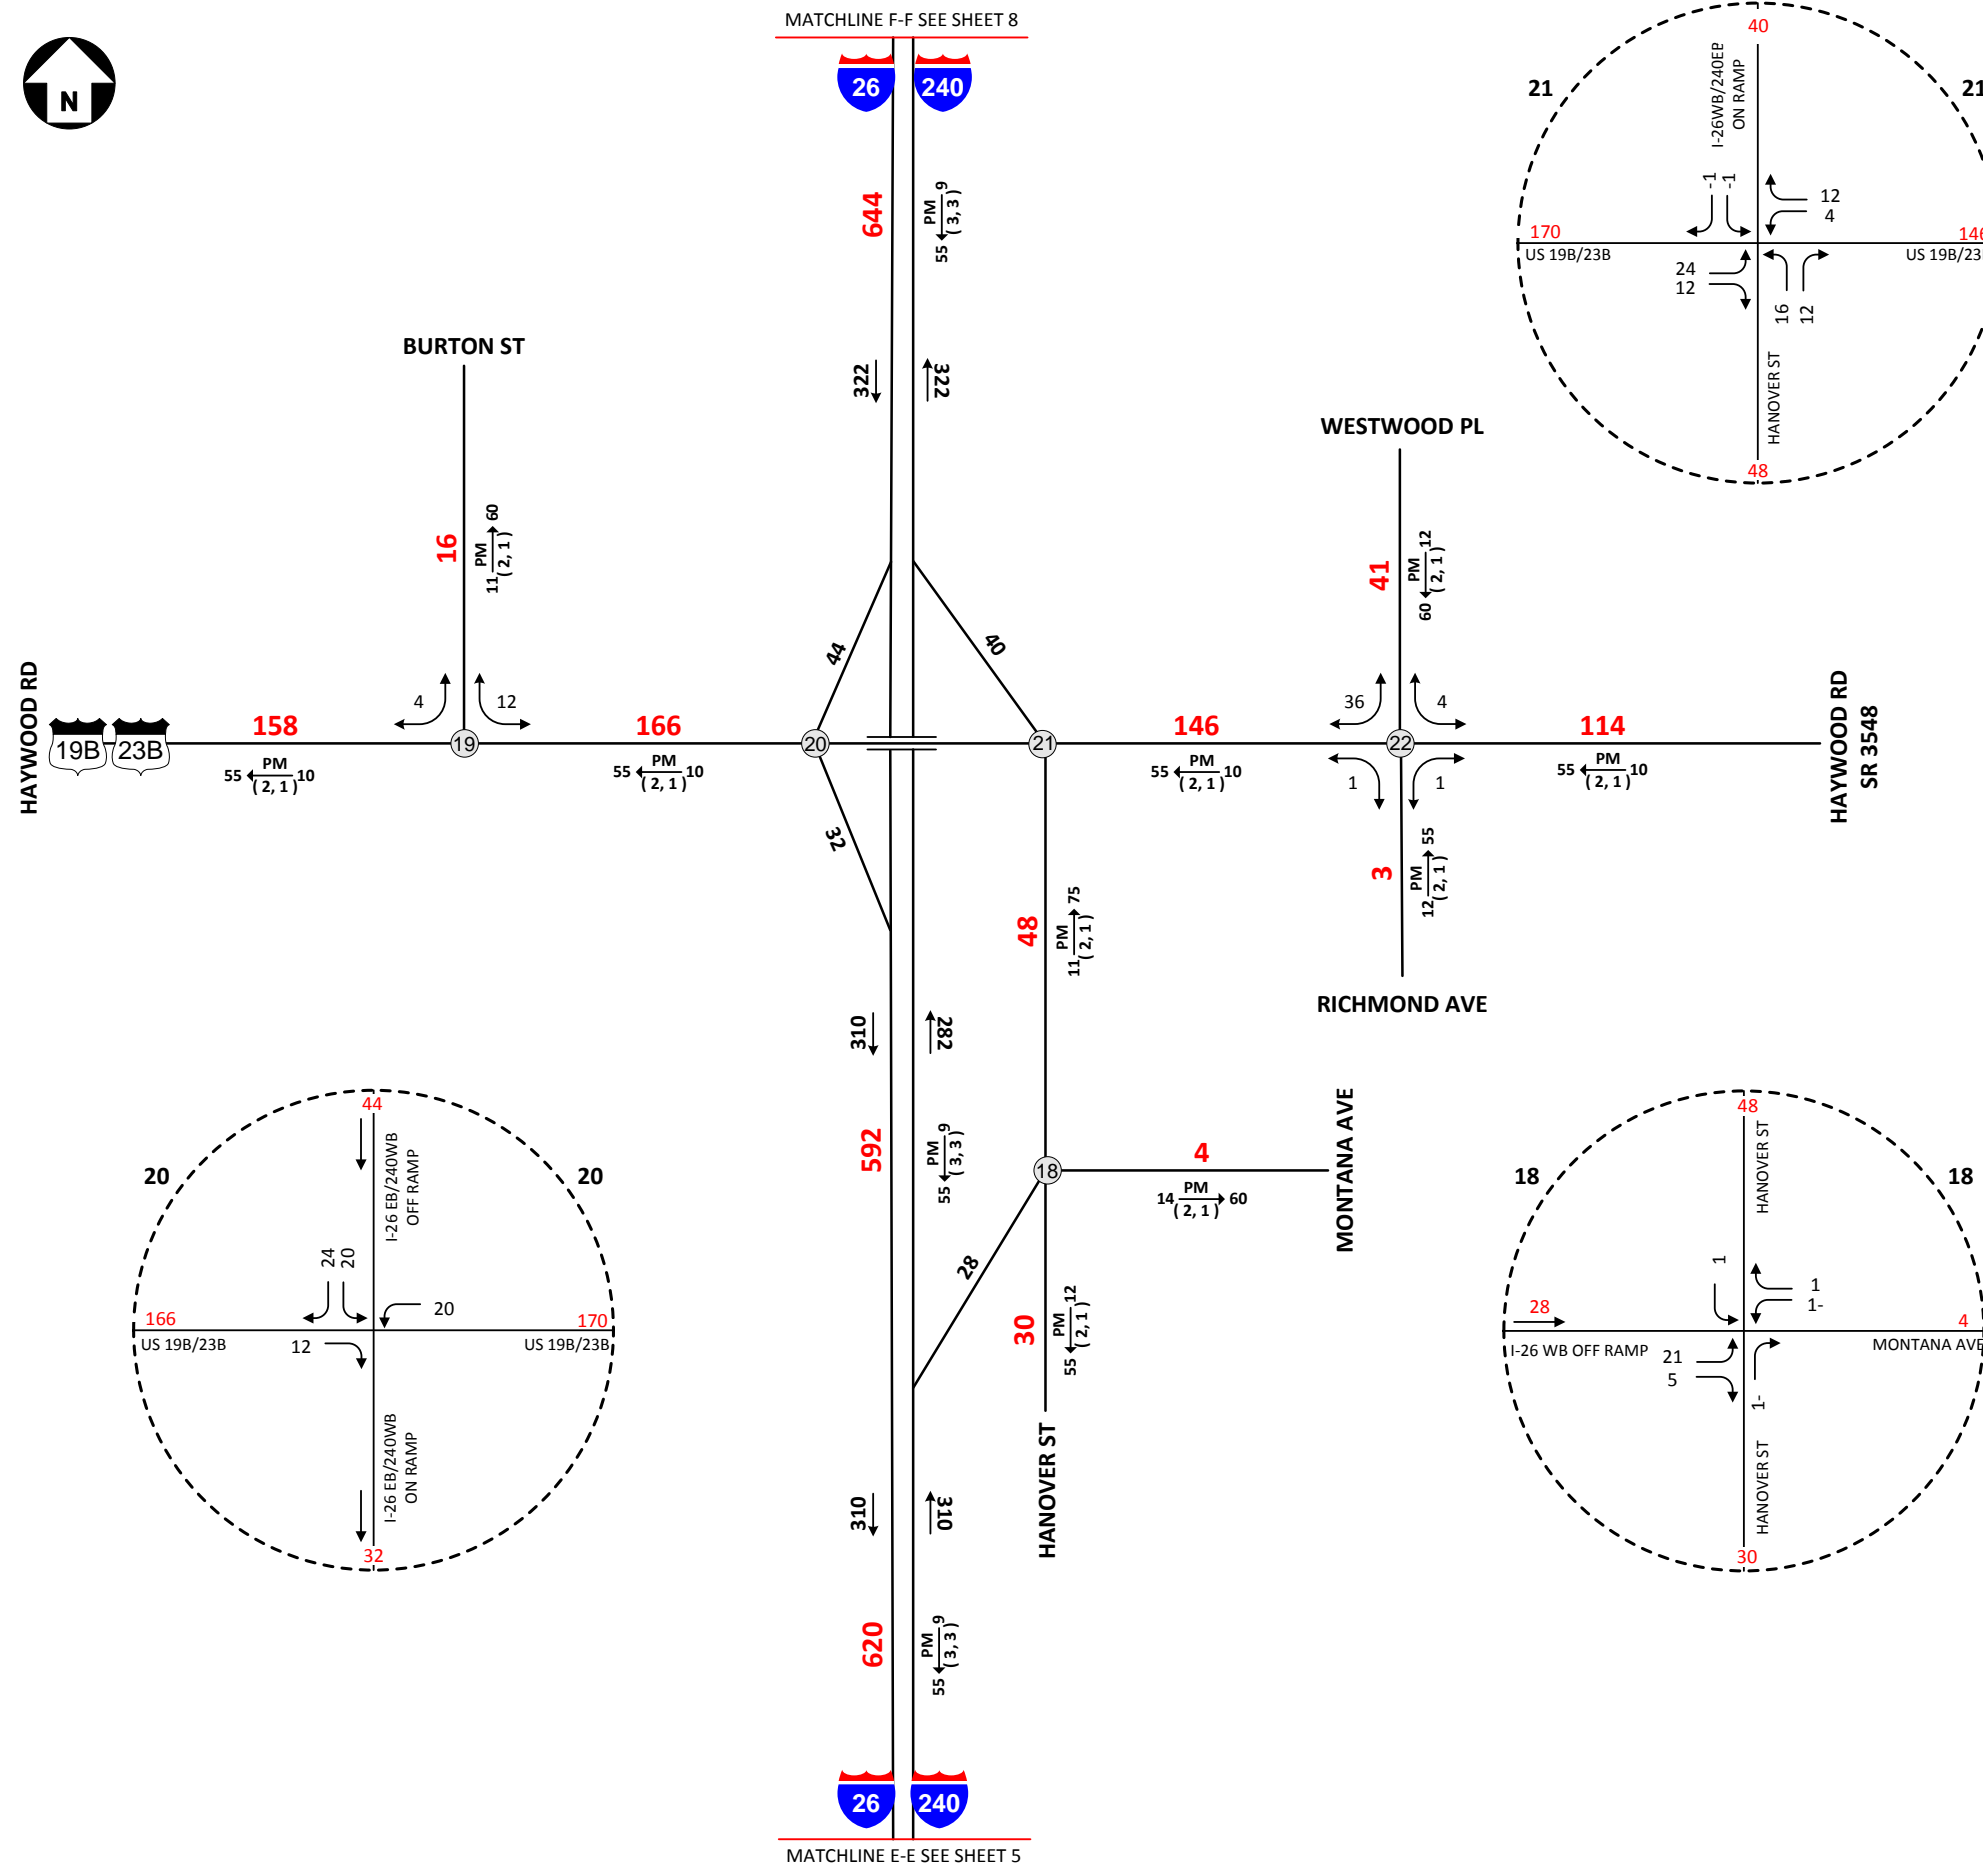 MATCHLINE F-F SEE SHEET 8
N
26
240
644
PM
55
9
( 3, 3 )
322
322
BURTON ST
16
PM
11
60
( 2, 1 )
4
12
HAYWOOD RD
19B
23B
158
PM
55
10
( 2, 1 )
19
166
PM
55
10
( 2, 1 )
44
40
20
21
32
146
PM
55
10
( 2, 1 )
WESTWOOD PL
41
PM
12
60
( 2, 1 )
36
4
22
1
1
114
PM
55
10
( 2, 1 )
HAYWOOD RD
SR 3548
3
PM
12
55
( 2, 1 )
RICHMOND AVE
48
PM
11
75
( 2, 1 )
310
282
592
PM
55
9
( 3, 3 )
18
4
PM
14
60
( 2, 1 )
MONTANA AVE
28
30
PM
12
55
( 2, 1 )
HANOVER ST
310
310
620
PM
55
9
( 3, 3 )
26
240
MATCHLINE E-E SEE SHEET 5
40
21
21
I-26WB/240EB
ON RAMP
-1
-1
12
4
170
146
US 19B/23B
US 19B/23
24
12
16
12
HANOVER ST
48
44
20
20
I-26 EB/240WB
OFF RAMP
24
20
20
166
170
US 19B/23B
US 19B/23B
12
I-26 EB/240WB
ON RAMP
32
48
18
18
HANOVER ST
1
1
1-
28
4
I-26 WB OFF RAMP
MONTANA AVE
21
5
1-
HANOVER ST
30